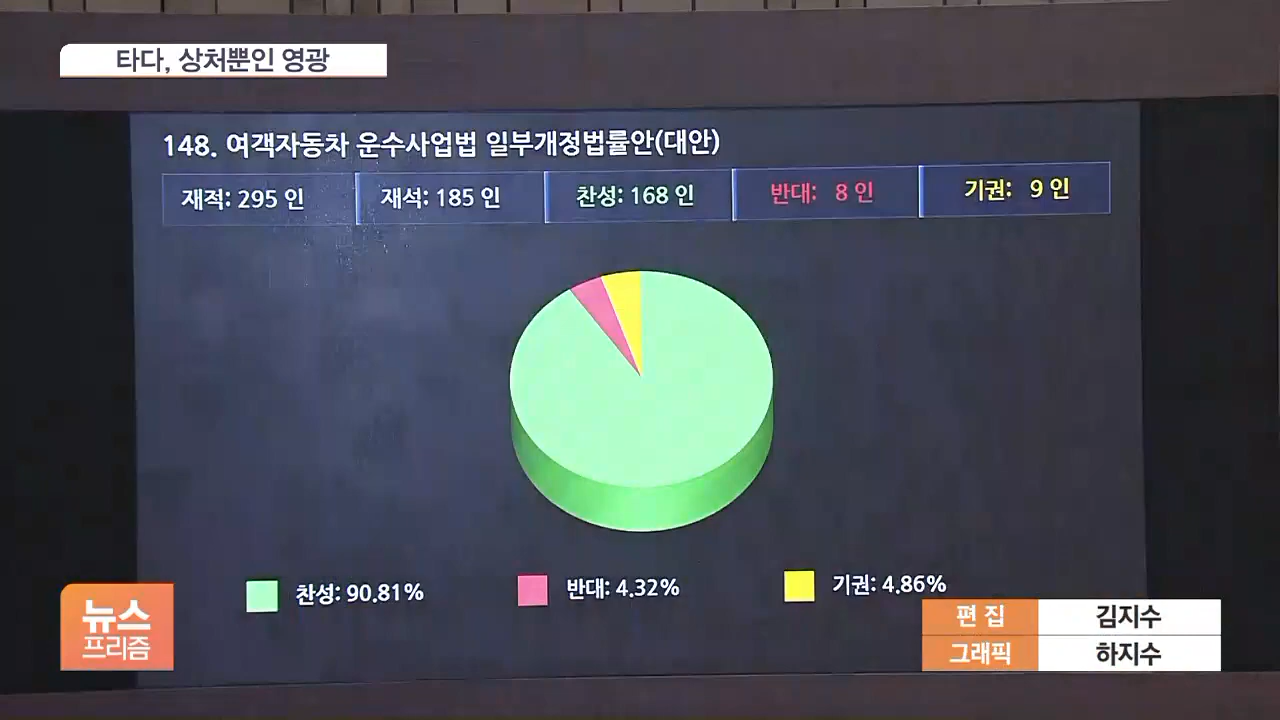 타다, 상처뿐인 영광
148. 여객자동차 운수사업법 일부개정법률안(대안)
재적: 295 인 재석: 185 인 찬성: 168 인 반대: 8 인 기권: 9 인
찬성: 90.81% 반대: 4.32% 기권: 4.86%
뉴스
프리즘
편 집 김지수
그래픽 하지수